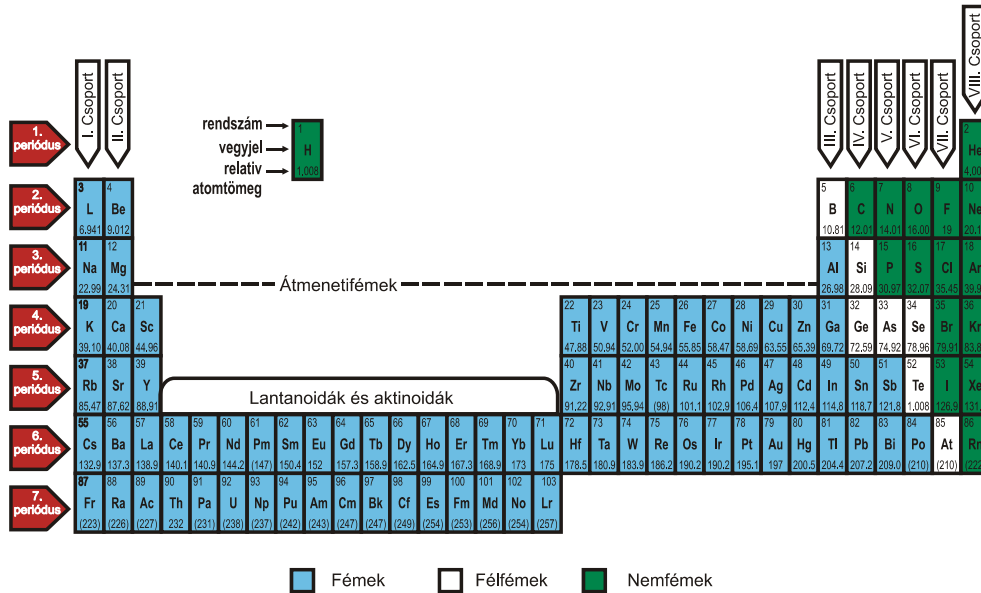 I. Csoport
II. Csoport
III. Csoport
IV. Csoport
V. Csoport
VI. Csoport
VII. Csoport
VIII. Csoport
1. periódus
rendszám
vegyjel
relativ atomtömeg
1 H 1,008
2 He 4,00
2. periódus
3 4 5 6 7 8 9 10
L Be B C N O F Ne
6.941 9.012 10.81 12.01 14.01 16.00 19 20.1
3. periódus
11 12 13 14 15 16 17 18
Na Mg Al Si P S Cl Ar
22.99 24.31 26.98 28.09 30.97 32.07 35.45 39.9
Átmenetifémek
4. periódus
19 20 21 22 23 24 25 26 27 28 29 30 31 32 33 34 35 36
K Ca Sc Ti V Cr Mn Fe Co Ni Cu Zn Ga Ge As Se Br Kr
39.10 40.08 44.96 47.88 50.94 52.00 54.94 55.85 58.47 58.69 63.55 65.39 69.72 72.59 74.92 78.96 79.91 83.8
5. periódus
37 38 39 40 41 42 43 44 45 46 47 48 49 50 51 52 53 54
Rb Sr Y Zr Nb Mo Tc Ru Rh Pd Ag Cd In Sn Sb Te I Xe
85,47 87,62 88,91 91,22 92,91 95,94 (98) 101.1 102.9 106.4 107.9 112.4 114.8 118.7 121.8 1,008 126.9 131.
Lantanoidák és aktinoidák
6. periódus
55 56 57 58 59 60 61 62 63 64 65 66 67 68 69 70 71 72 73 74 75 76 77 78 79 80 81 82 83 84 85 86
Cs Ba La Ce Pr Nd Pm Sm Eu Gd Tb Dy Ho Er Tm Yb Lu Hf Ta W Re Os Ir Pt Au Hg Tl Pb Bi Po At Rn
132.9 137.3 138.9 140.1 140.9 144.2 (147) 150.4 152 157.3 158.9 162.5 164.9 167.3 168.9 173 175 178.5 180.9 183.9 186.2 190.2 190.2 195.1 197 200.5 204.4 207.2 209.0 (210) (210) (222
7. periódus
87 88 89 90 91 92 93 94 95 96 97 98 99 100 101 102 103
Fr Ra Ac Th Pa U Np Pu Am Cm Bk Cf Es Fm Md No Lr
(223) (226) (227) 232 (231) (238) (237) (242) (243) (247) (247) (249) (254) (253) (256) (254) (257)
Fémek
Félfémek
Nemfémek